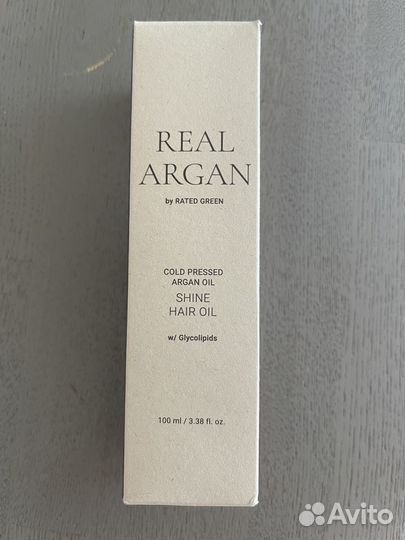 REAL
ARGAN
by RATED GREEN
COLD PRESSED
ARGAN OIL
SHINE
HAIR OIL
w/ Glycolipids
100 ml / 3.38 fl. oz.
Avito